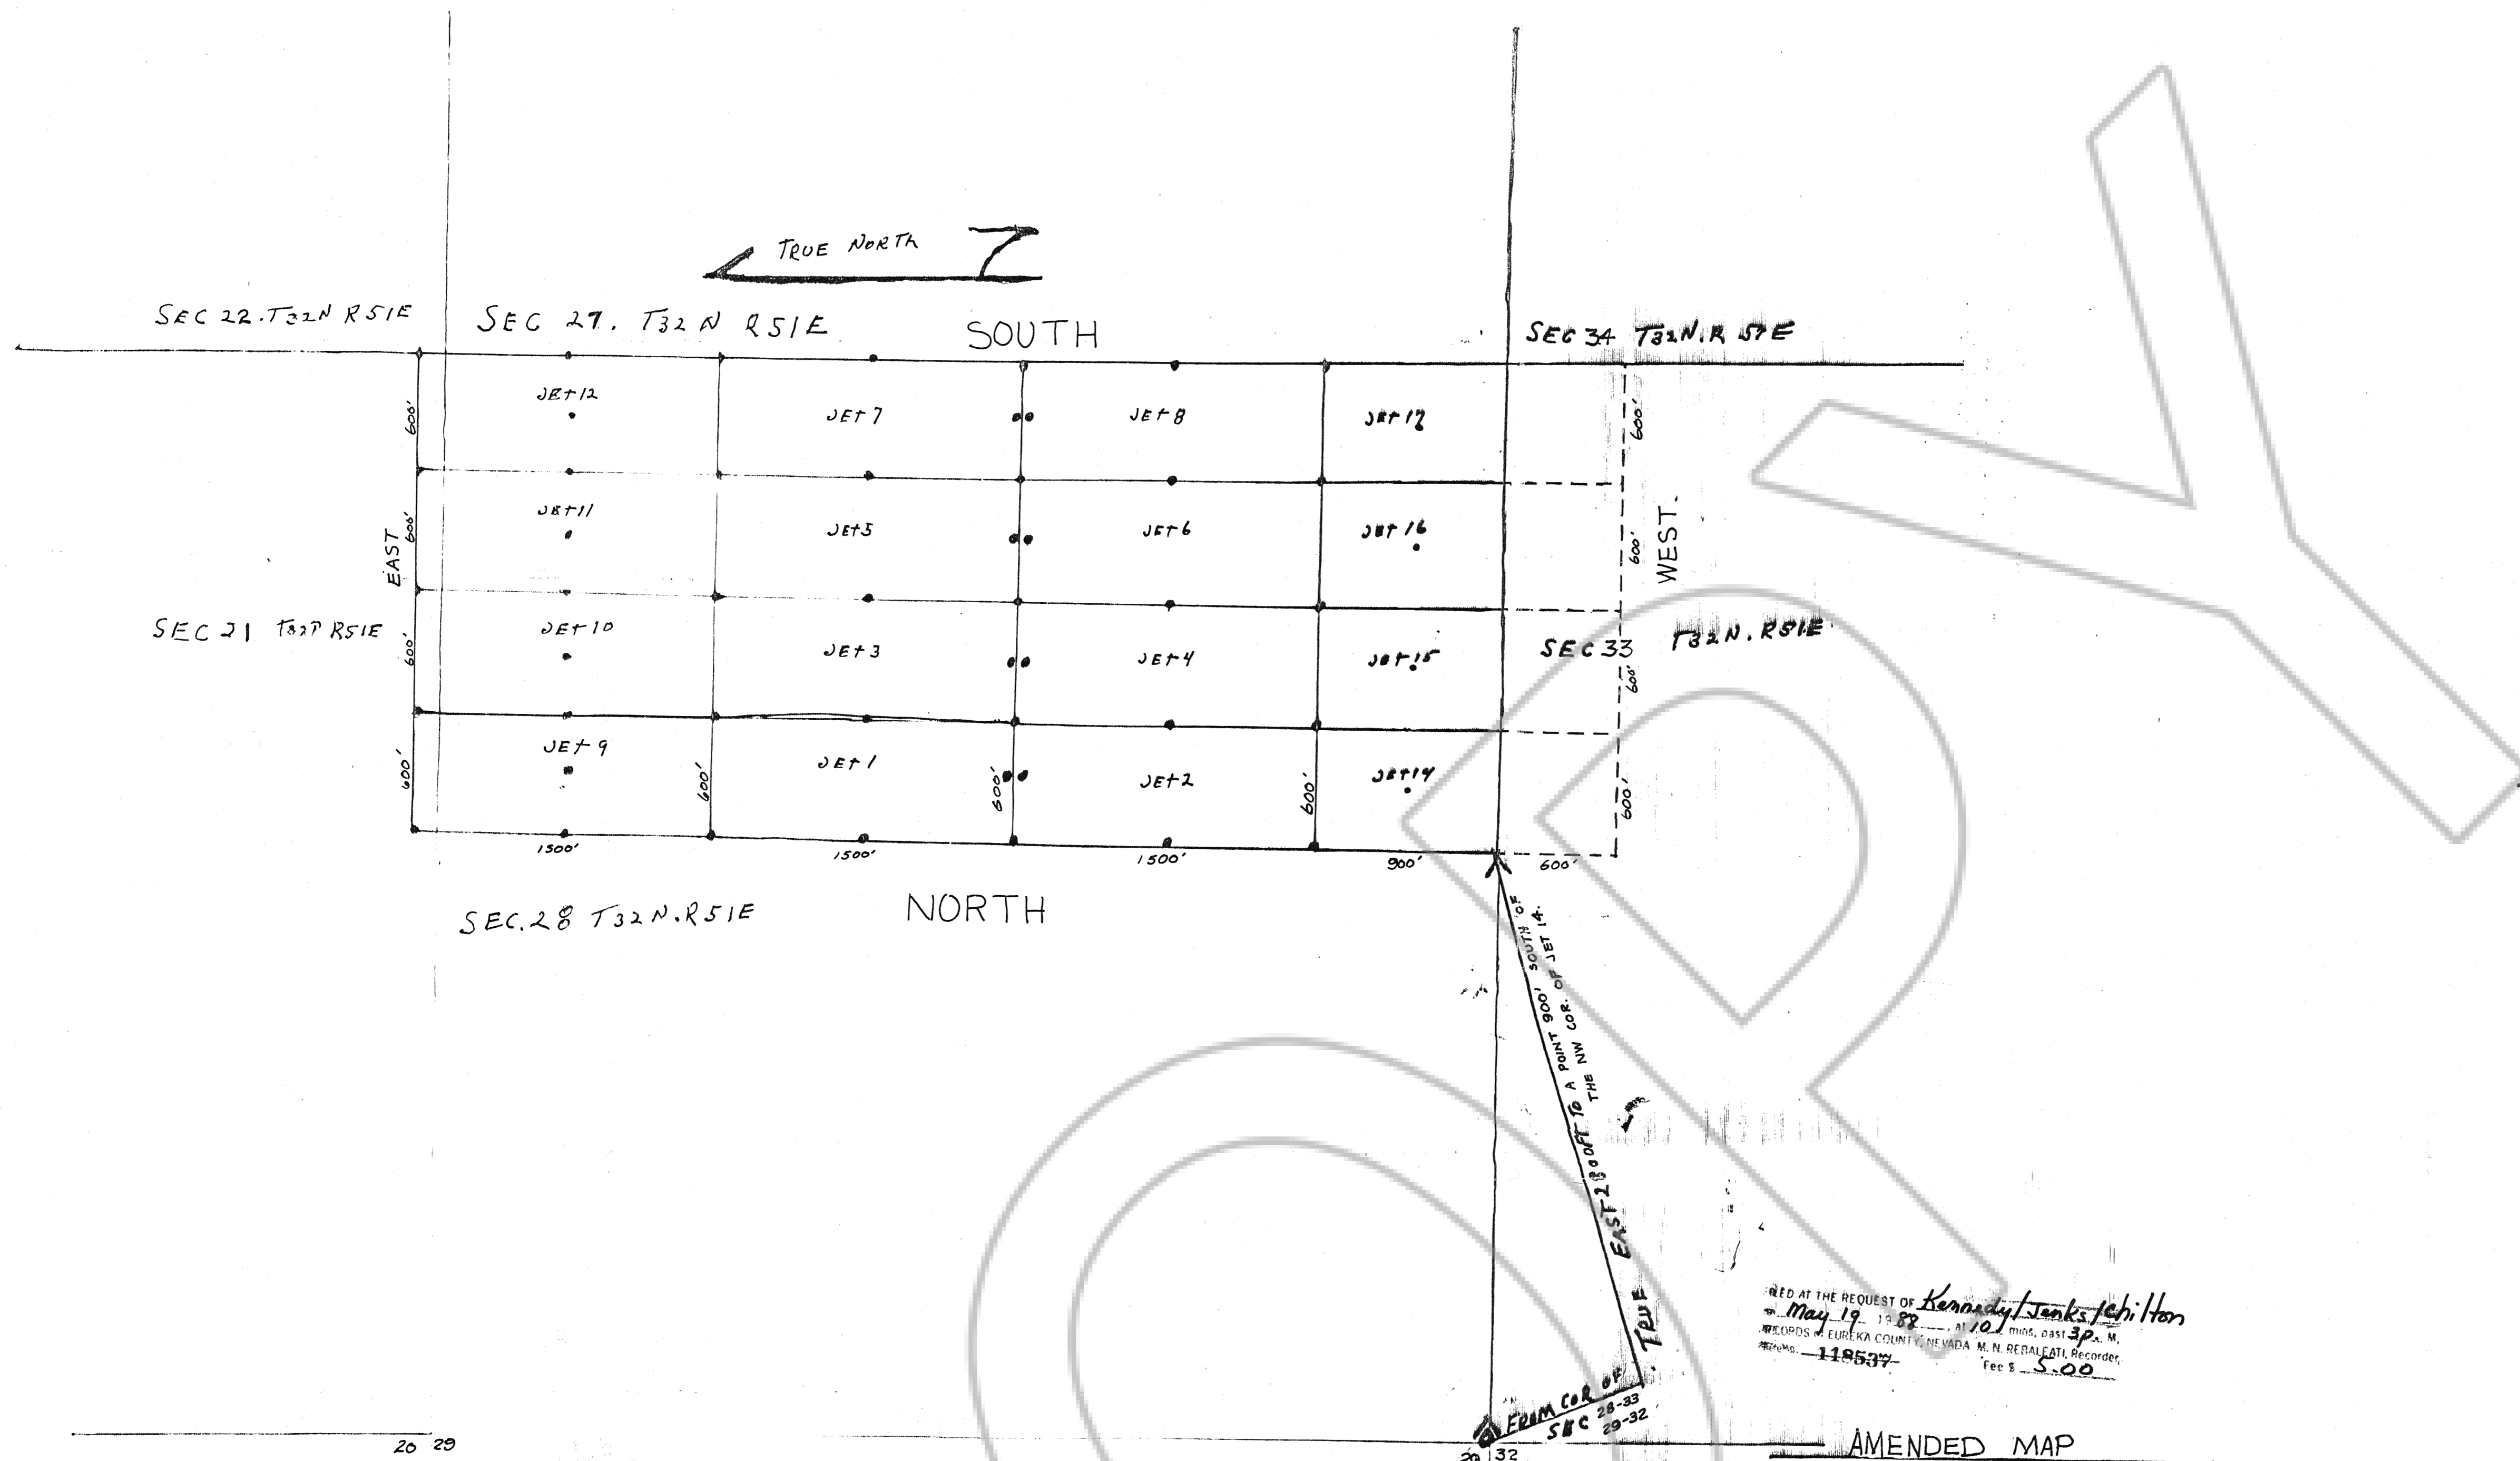 TRUE NORTH
SEC 22. T32N R51E
SEC 27. T32N R51E
SOUTH
SEC 34 T32N. R 51E
JET 12
JET 7
JET 8
JET 17
600'
600'
JET 11
JET 5
JET 6
JET 16
EAST
600'
600'
WEST.
SEC 21 R51E
JET 10
JET 3
JET 4
JET 15
SEC 33 T32N. R51E
600'
600'
JET 9
JET 1
JET 2
JET 14
600'
600'
600'
600'
600'
1500'
1500'
1500'
900'
600'
SEC. 28 T32N. R51E
NORTH
FROM COR OF
SEC 28-33
29-32
. TRUE EAST-2800FT TO A POINT 900' SOUTH OF
THE NW COR. OF JET 14.
AT THE REQUEST OF Kennedy/Jenks/Chilton
May 19 1988, at 10 mins. past 3 P. M.
RECORDS of EUREKA COUNTY, NEVADA M. N. REBALEATI, Recorder,
118537 Fee $ 5.00
20 29
32
AMENDED MAP
COPY